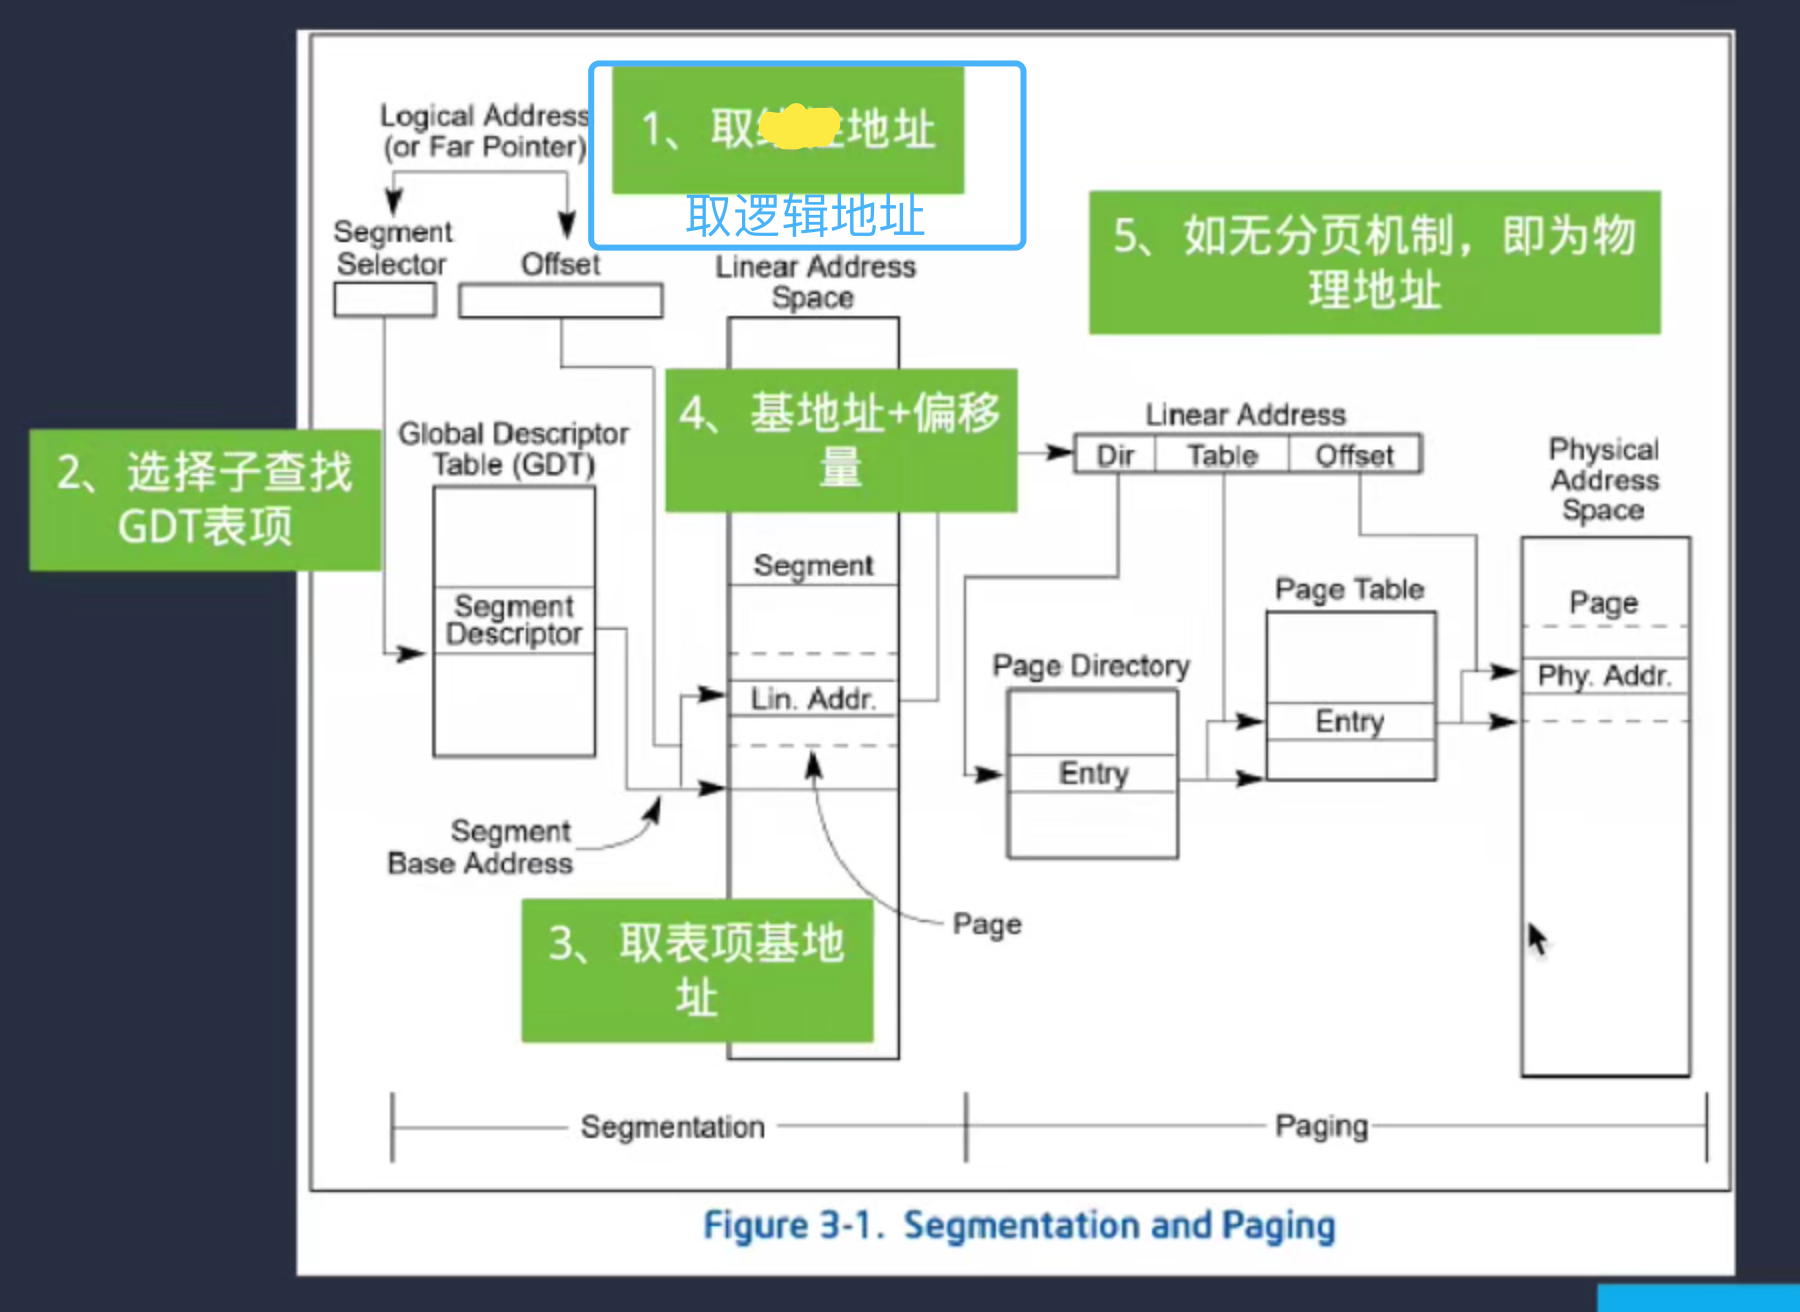 Logical Address
(or Far Pointer)
1、取地址
取逻辑地址
5、如无分页机制，即为物
理地址
Segment
Selector
Offset
Linear Address
Space
2、选择子查找
GDT表项
Global Descriptor
Table (GDT)
4、基地址+偏移
量
Linear Address
Dir
Table
Offset
Physical
Address
Space
Segment
Descriptor
Segment
Lin. Addr.
Page Directory
Entry
Page Table
Entry
Page
Phy. Addr.
Segment
Base Address
3、取表项基地
址
Page
Segmentation
Paging
Figure 3-1. Segmentation and Paging